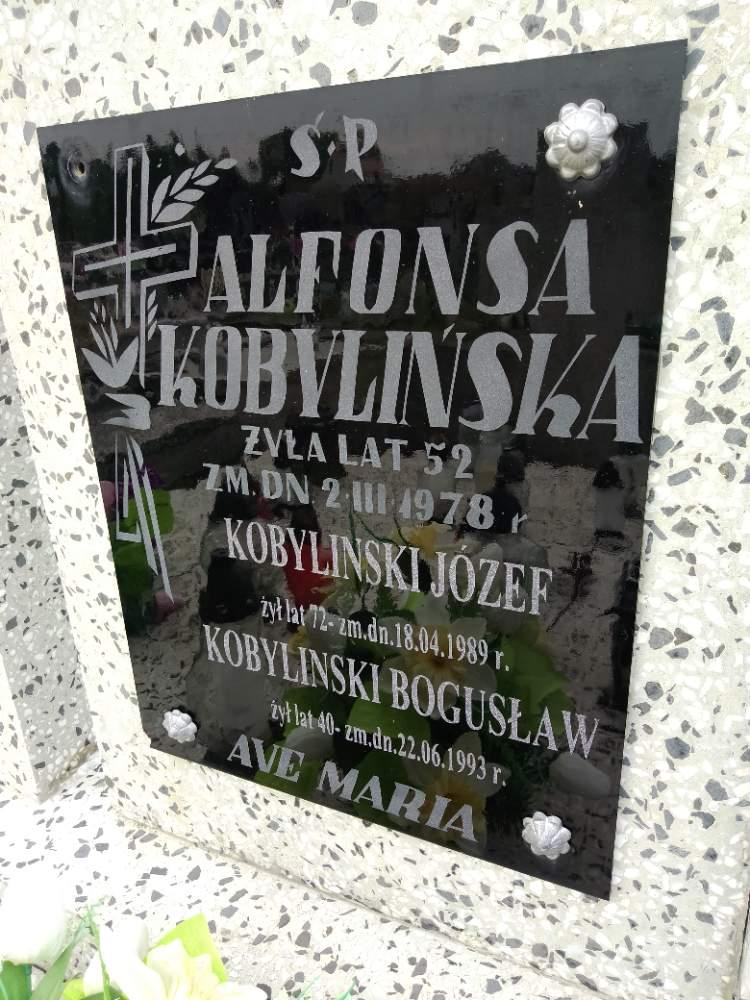 Ś·P
ALFONSA
KOBYLIŃSKA
ŻYŁA LAT 52
ZM. DN. 2·III·1978 r
KOBYLINSKI JÓZEF
żył lat 72- zm.dn.18.04.1989 r.
KOBYLINSKI BOGUSŁAW
żył lat 40- zm.dn.22.06.1993 r.
AVE MARIA